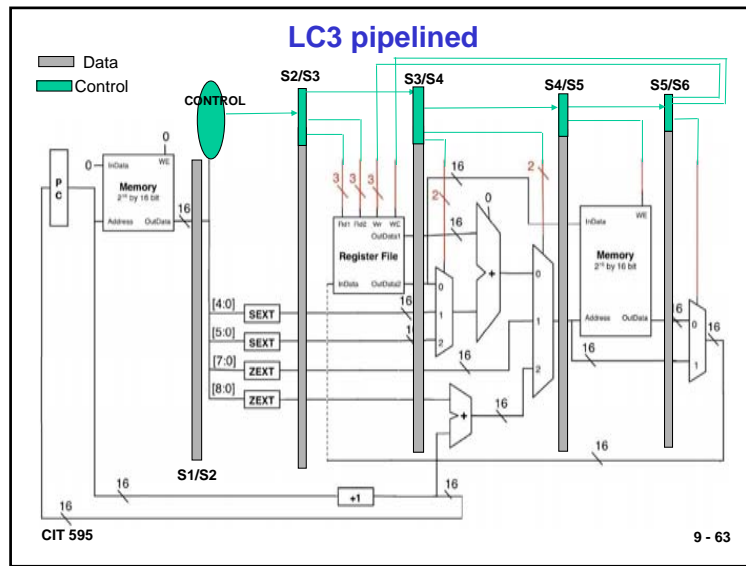 LC3 pipelined
Data
Control
CONTROL
S2/S3
S3/S4
S4/S5
S5/S6
0
0
InData
WE
Memory
2¹⁶ by 16 bit
Address
OutData
16
P
C
3
3
3
2
16
2
Rd1
Rd2
Wr
WE
OutData1
16
0
Register File
InData
OutData2
+
InData
WE
Memory
2¹⁶ by 16 bit
Address
OutData
16
0
1
2
0
1
2
0
1
16
[4:0]
SEXT
16
[5:0]
SEXT
[7:0]
ZEXT
16
16
[8:0]
ZEXT
+
16
S1/S2
16
16
+1
16
16
CIT 595
9 - 63